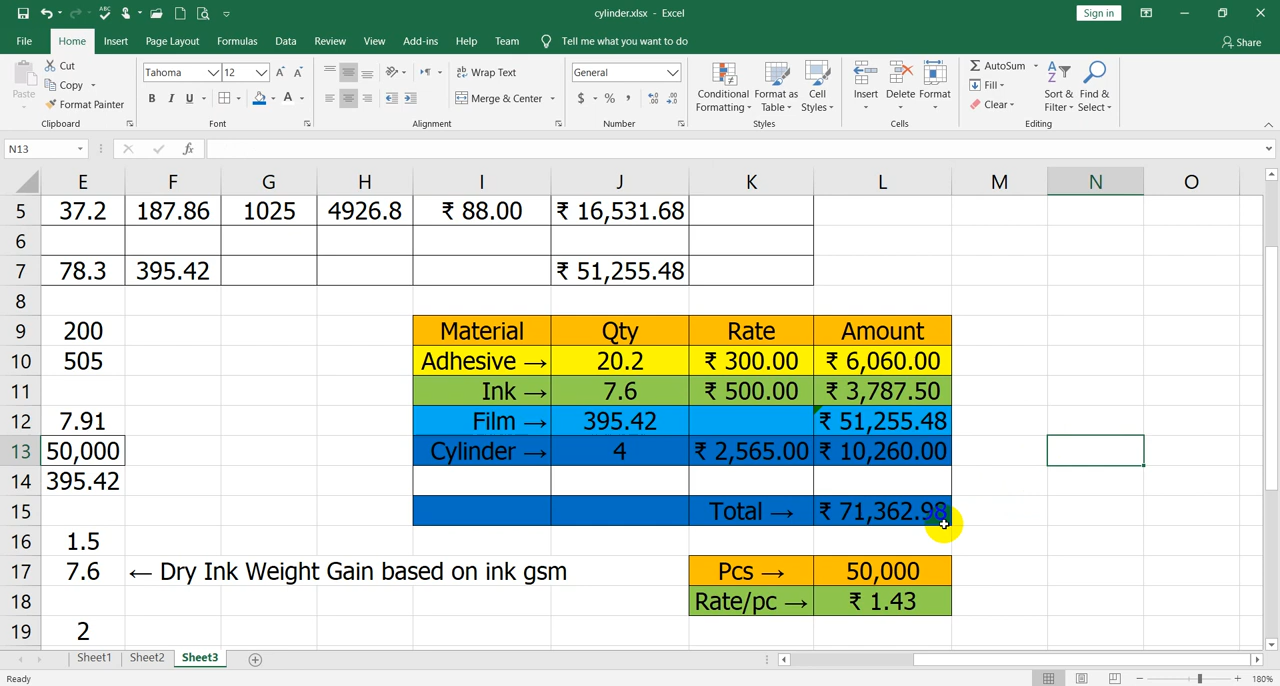 cylinder.xlsx - Excel
Sign in
File Home Insert Page Layout Formulas Data Review View Add-ins Help Team Tell me what you want to do Share
Paste
Cut
Copy
Format Painter
Clipboard
Tahoma 12
B I U
Font
Wrap Text
Merge & Center
Alignment
General
$ % ,
Number
Conditional Formatting
Format as Table
Cell Styles
Styles
Insert Delete Format
Cells
AutoSum
Fill
Clear
Sort & Filter
Find & Select
Editing
N13 fx
E F G H I J K L M N O
5 37.2 187.86 1025 4926.8 ₹ 88.00 ₹ 16,531.68
6
7 78.3 395.42 ₹ 51,255.48
8
9 200 Material Qty Rate Amount
10 505 Adhesive → 20.2 ₹ 300.00 ₹ 6,060.00
11 Ink → 7.6 ₹ 500.00 ₹ 3,787.50
12 7.91 Film → 395.42 ₹ 51,255.48
13 50,000 Cylinder → 4 ₹ 2,565.00 ₹ 10,260.00
14 395.42
15 Total → ₹ 71,362.98
16 1.5
17 7.6 ← Dry Ink Weight Gain based on ink gsm Pcs → 50,000
18 Rate/pc → ₹ 1.43
19 2
Sheet1 Sheet2 Sheet3
Ready 180%